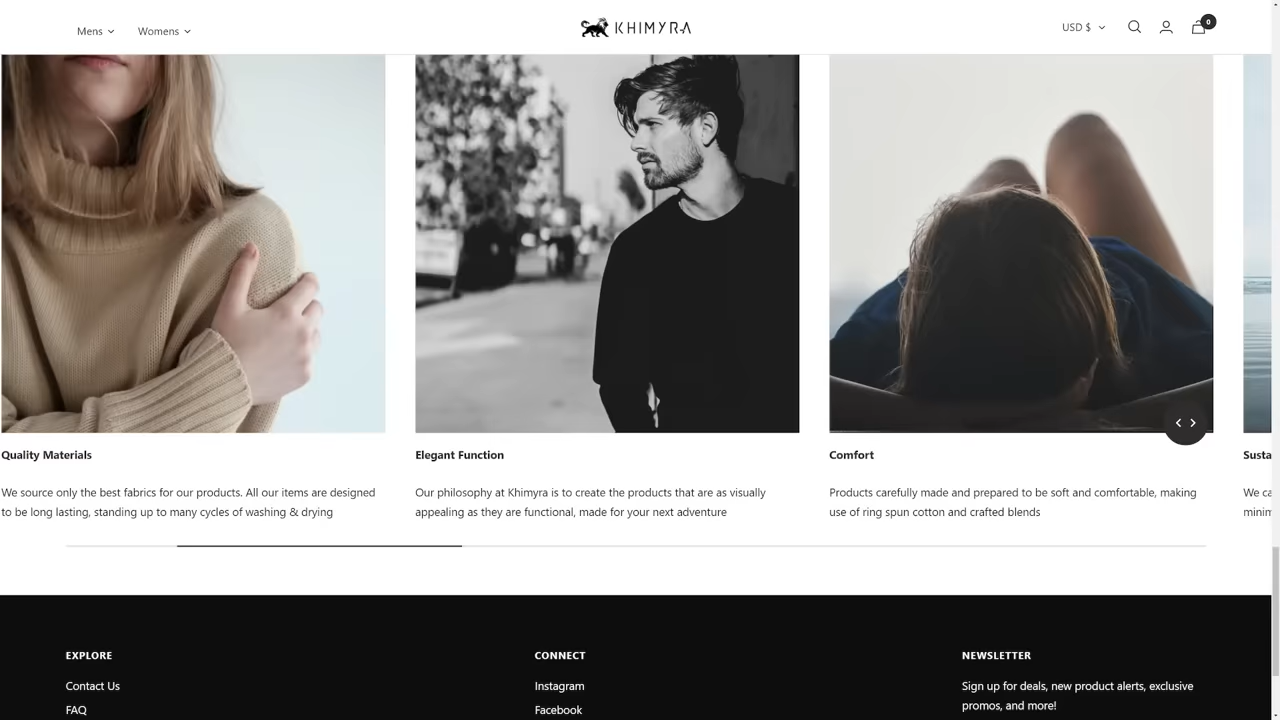 Mens
Womens
KHIMYRA
USD $
0
Quality Materials
We source only the best fabrics for our products. All our items are designed
to be long lasting, standing up to many cycles of washing & drying
Elegant Function
Our philosophy at Khimyra is to create the products that are as visually
appealing as they are functional, made for your next adventure
Comfort
Products carefully made and prepared to be soft and comfortable, making
use of ring spun cotton and crafted blends
We
EXPLORE
Contact Us
FAQ
CONNECT
Instagram
Facebook
NEWSLETTER
Sign up for deals, new product alerts, exclusive
promos, and more!